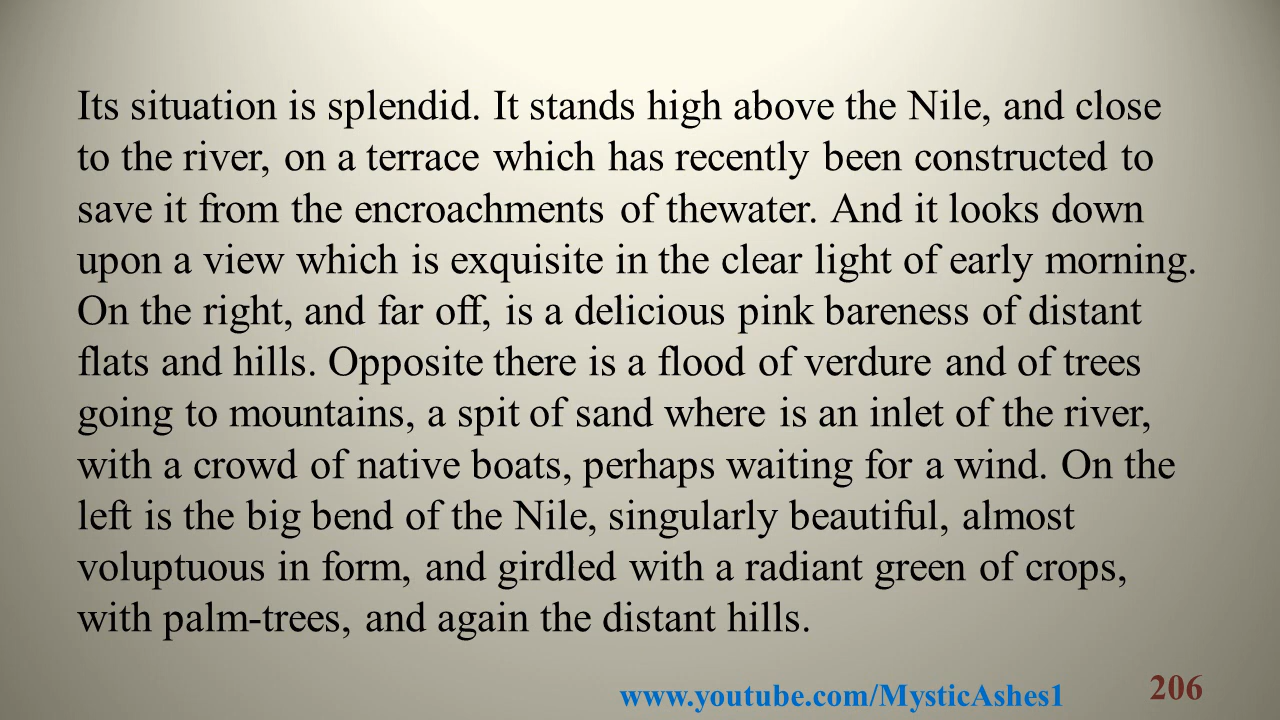 Its situation is splendid. It stands high above the Nile, and close
to the river, on a terrace which has recently been constructed to
save it from the encroachments of thewater. And it looks down
upon a view which is exquisite in the clear light of early morning.
On the right, and far off, is a delicious pink bareness of distant
flats and hills. Opposite there is a flood of verdure and of trees
going to mountains, a spit of sand where is an inlet of the river,
with a crowd of native boats, perhaps waiting for a wind. On the
left is the big bend of the Nile, singularly beautiful, almost
voluptuous in form, and girdled with a radiant green of crops,
with palm-trees, and again the distant hills.
www.youtube.com/MysticAshes1
206